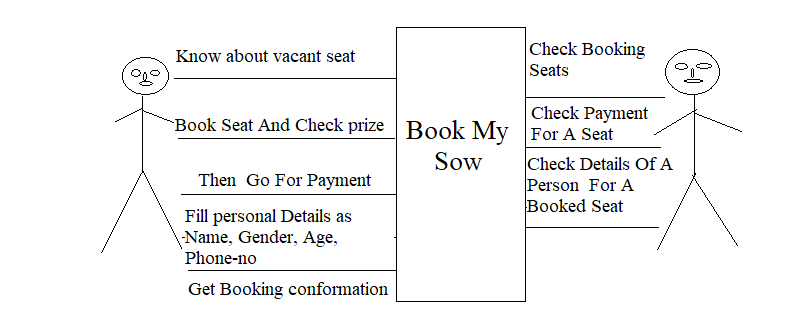 Know about vacant seat
Book Seat And Check prize
Then Go For Payment
Fill personal Details as
Name, Gender, Age,
Phone-no
Get Booking conformation
Book My
Sow
Check Booking
Seats
Check Payment
For A Seat
Check Details Of A
Person For A
Booked Seat